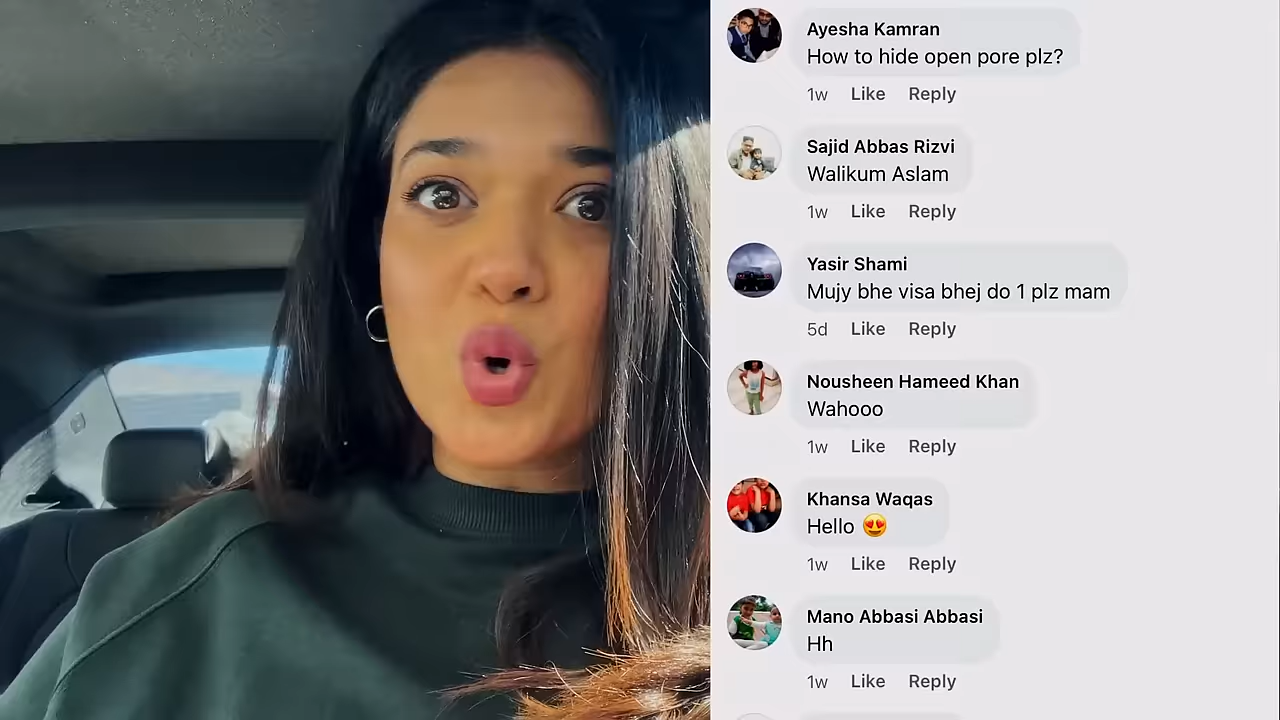 Ayesha Kamran
How to hide open pore plz?
1w Like Reply
Sajid Abbas Rizvi
Walikum Aslam
1w Like Reply
Yasir Shami
Mujy bhe visa bhej do 1 plz mam
5d Like Reply
Nousheen Hameed Khan
Wahooo
1w Like Reply
Khansa Waqas
Hello 😍
1w Like Reply
Mano Abbasi Abbasi
Hh
1w Like Reply